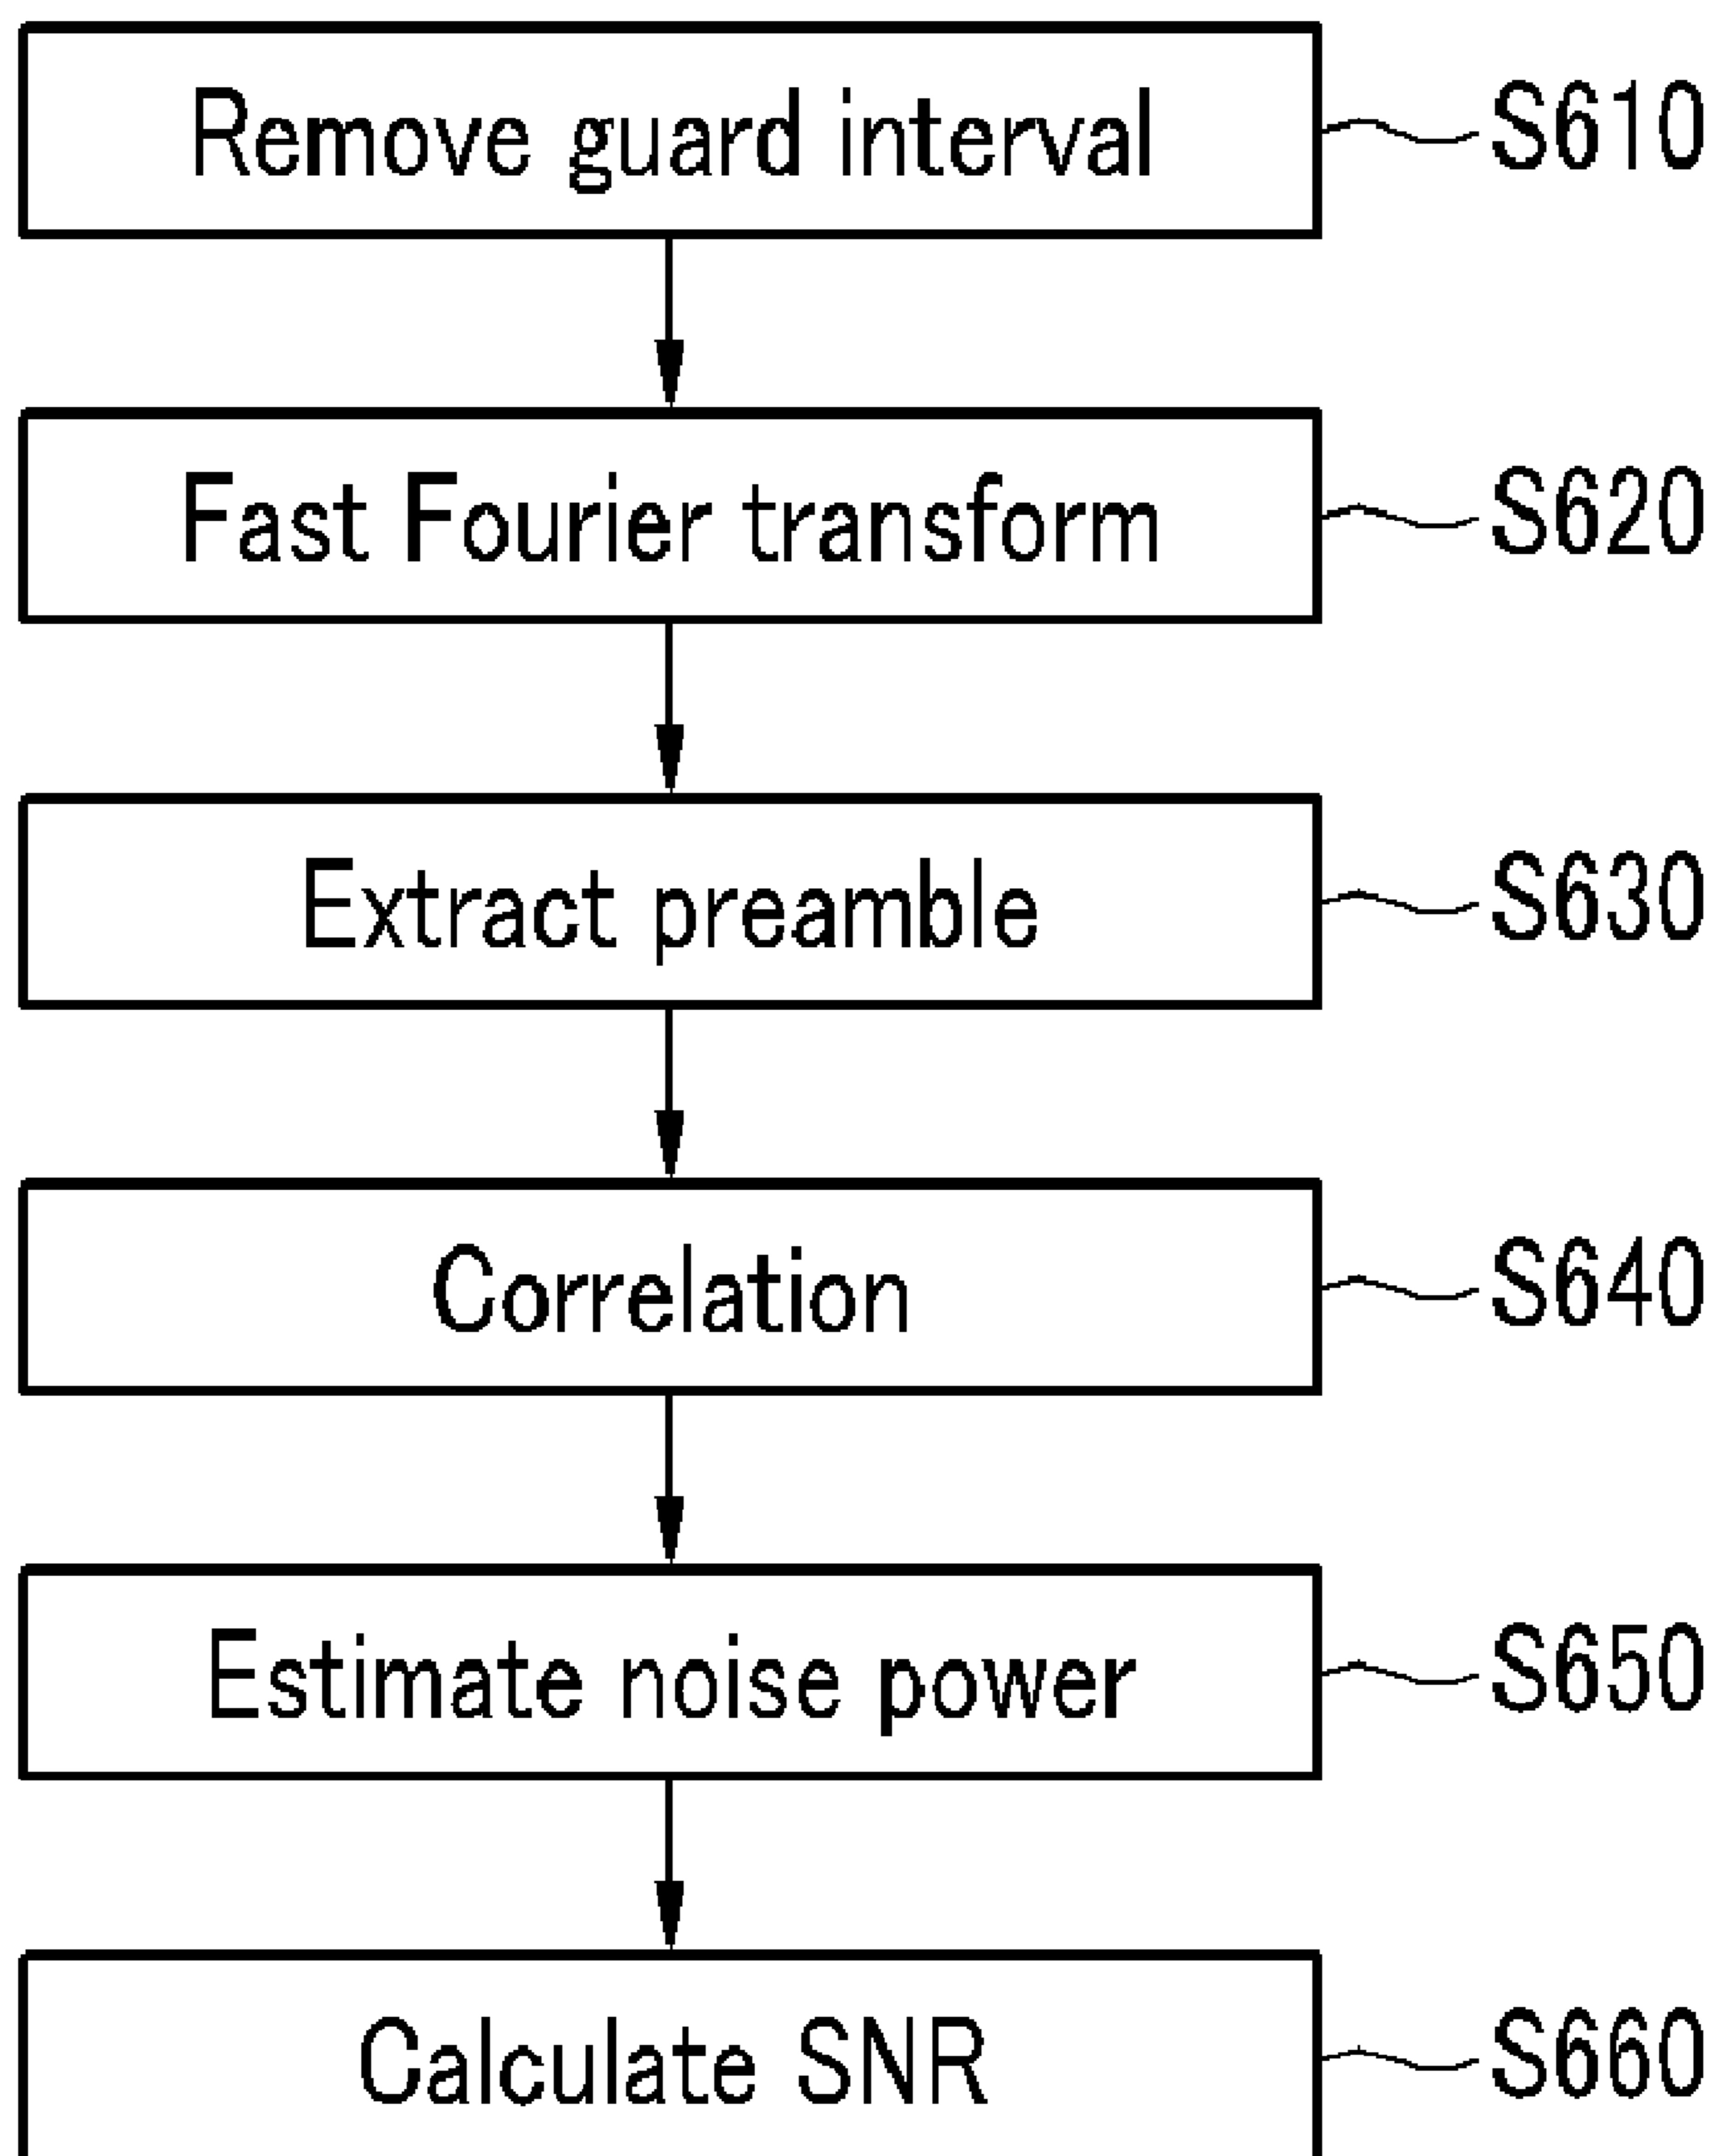 Remove guard interval S610
Fast Fourier transform S620
Extract preamble S630
Correlation S640
Estimate noise power S650
Calculate SNR S660